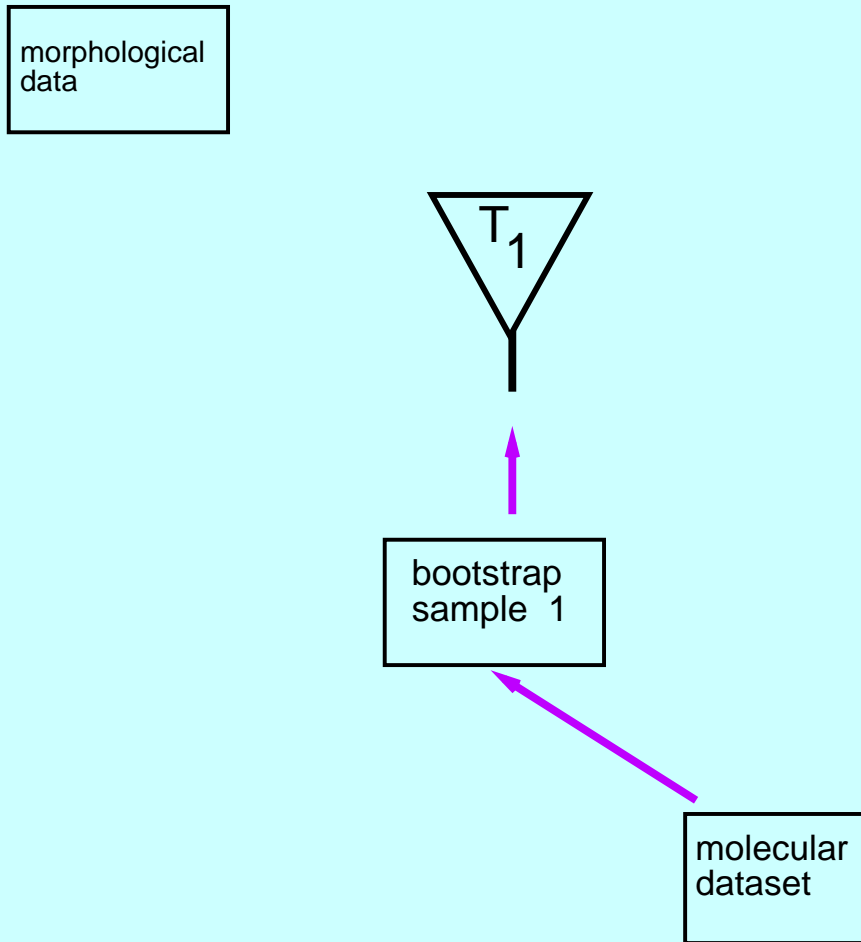 morphological
data
T1
bootstrap
sample 1
molecular
dataset